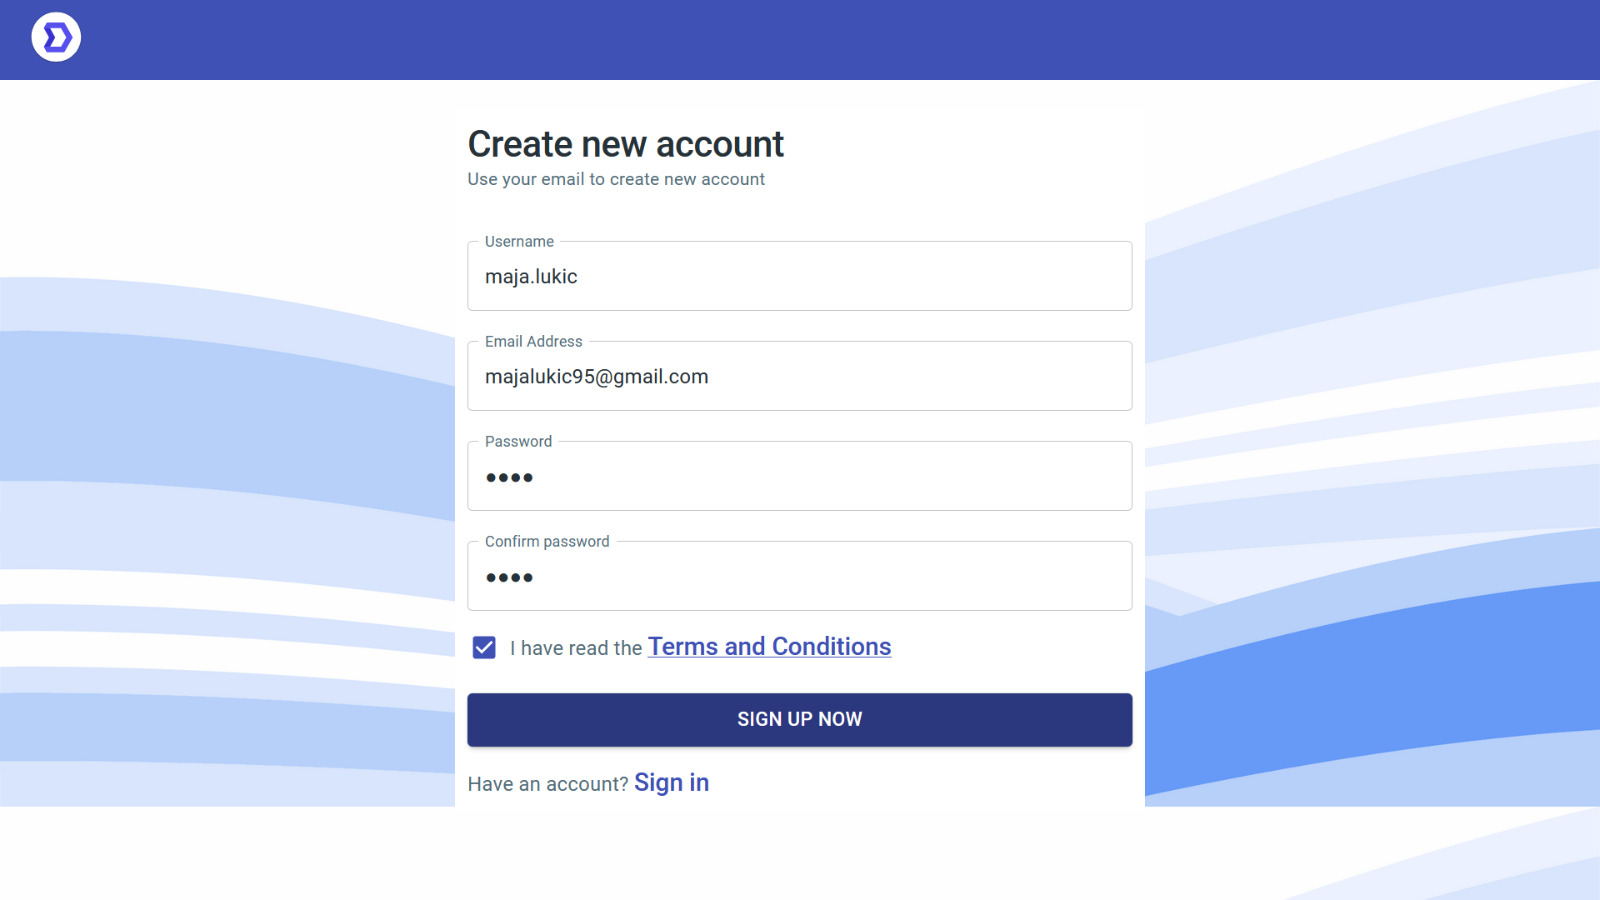 Create new account
Use your email to create new account
Username
maja.lukic
Email Address
majalukic95@gmail.com
Password
••••
Confirm password
••••
I have read the Terms and Conditions
SIGN UP NOW
Have an account? Sign in